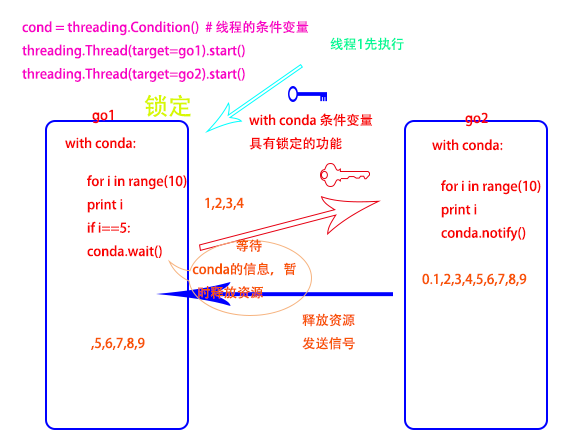 cond = threading.Condition() # 线程的条件变量
threading.Thread(target=go1).start()
threading.Thread(target=go2).start()
线程1先执行
锁定
go1
with conda:
for i in range(10)
print i
if i==5:
conda.wait()
,5,6,7,8,9
with conda 条件变量
具有锁定的功能
1,2,3,4
等待
conda的信息，暂
时释放资源
释放资源
发送信号
go2
with conda:
for i in range(10)
print i
conda.notify()
0.1,2,3,4,5,6,7,8,9